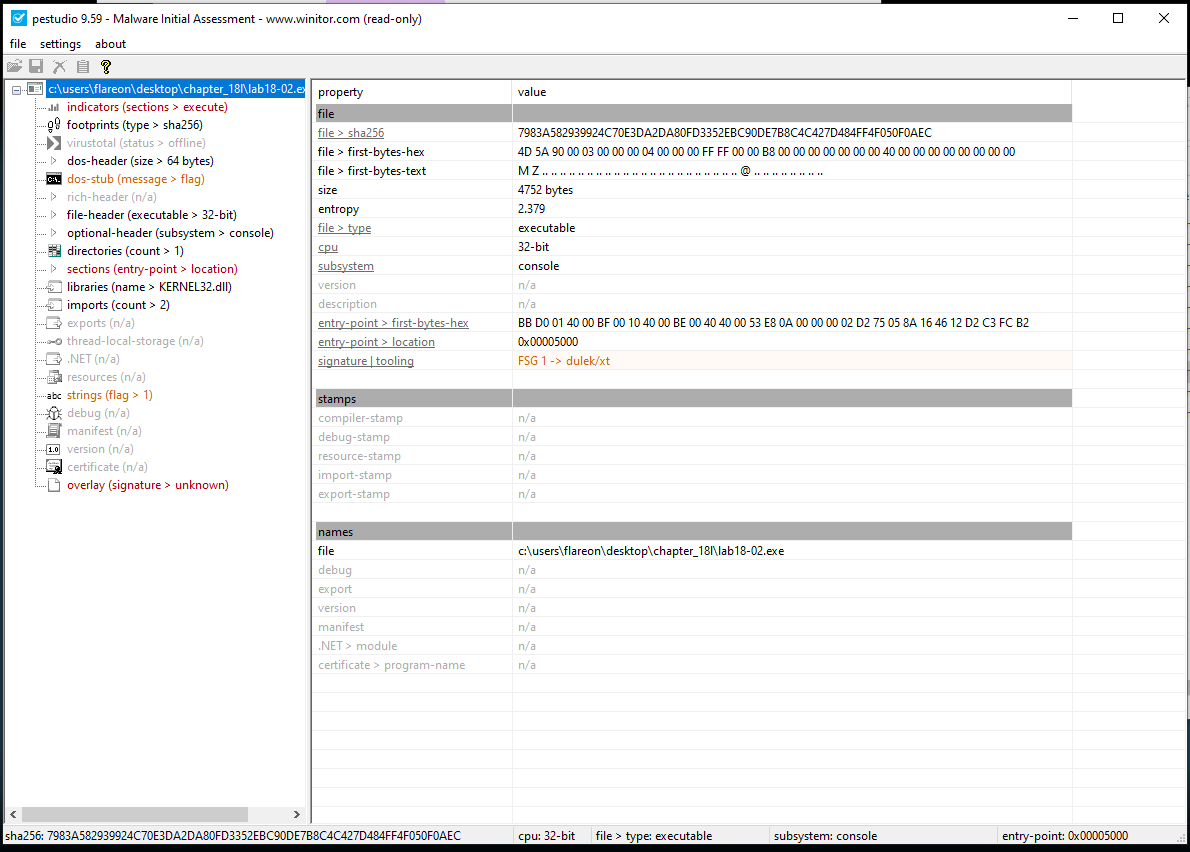 pestudio 9.59 - Malware Initial Assessment - www.winitor.com (read-only)
file settings about
c:\users\flareon\desktop\chapter_18l\lab18-02.ex
indicators (sections > execute)
footprints (type > sha256)
virustotal (status > offline)
dos-header (size > 64 bytes)
dos-stub (message > flag)
rich-header (n/a)
file-header (executable > 32-bit)
optional-header (subsystem > console)
directories (count > 1)
sections (entry-point > location)
libraries (name > KERNEL32.dll)
imports (count > 2)
exports (n/a)
thread-local-storage (n/a)
.NET (n/a)
resources (n/a)
abc strings (flag > 1)
debug (n/a)
manifest (n/a)
1.0 version (n/a)
certificate (n/a)
overlay (signature > unknown)
property value
file
file > sha256 7983A582939924C70E3DA2DA80FD3352EBC90DE7B8C4C427D484FF4F050F0AEC
file > first-bytes-hex 4D 5A 90 00 03 00 00 00 04 00 00 00 FF FF 00 00 B8 00 00 00 00 00 00 00 40 00 00 00 00 00 00 00
file > first-bytes-text M Z .. .. .. .. .. .. .. .. .. .. .. .. .. .. .. .. .. .. .. .. .. .. @ .. .. .. .. .. .. ..
size 4752 bytes
entropy 2.379
file > type executable
cpu 32-bit
subsystem console
version n/a
description n/a
entry-point > first-bytes-hex BB D0 01 40 00 BF 00 10 40 00 BE 00 40 40 00 53 E8 0A 00 00 00 02 D2 75 05 8A 16 46 12 D2 C3 FC B2
entry-point > location 0x00005000
signature | tooling FSG 1 -> dulek/xt
stamps
compiler-stamp n/a
debug-stamp n/a
resource-stamp n/a
import-stamp n/a
export-stamp n/a
names
file c:\users\flareon\desktop\chapter_18l\lab18-02.exe
debug n/a
export n/a
version n/a
manifest n/a
.NET > module n/a
certificate > program-name n/a
sha256: 7983A582939924C70E3DA2DA80FD3352EBC90DE7B8C4C427D484FF4F050F0AEC cpu: 32-bit file > type: executable subsystem: console entry-point: 0x00005000